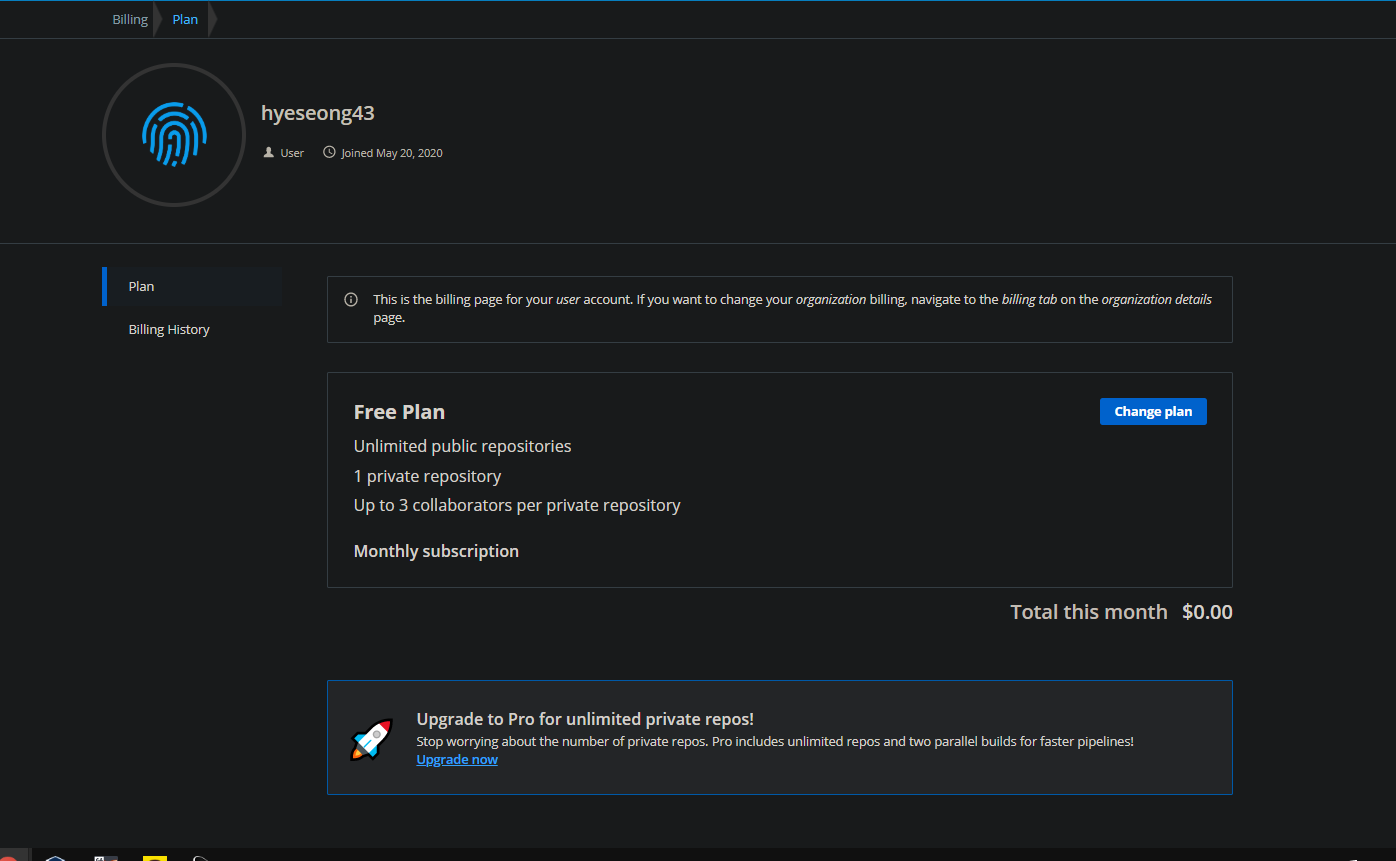 Billing
Plan
hyeseong43
User
Joined May 20, 2020
Plan
Billing History
This is the billing page for your user account. If you want to change your organization billing, navigate to the billing tab on the organization details
page.
Free Plan
Change plan
Unlimited public repositories
1 private repository
Up to 3 collaborators per private repository
Monthly subscription
Total this month $0.00
Upgrade to Pro for unlimited private repos!
Stop worrying about the number of private repos. Pro includes unlimited repos and two parallel builds for faster pipelines!
Upgrade now